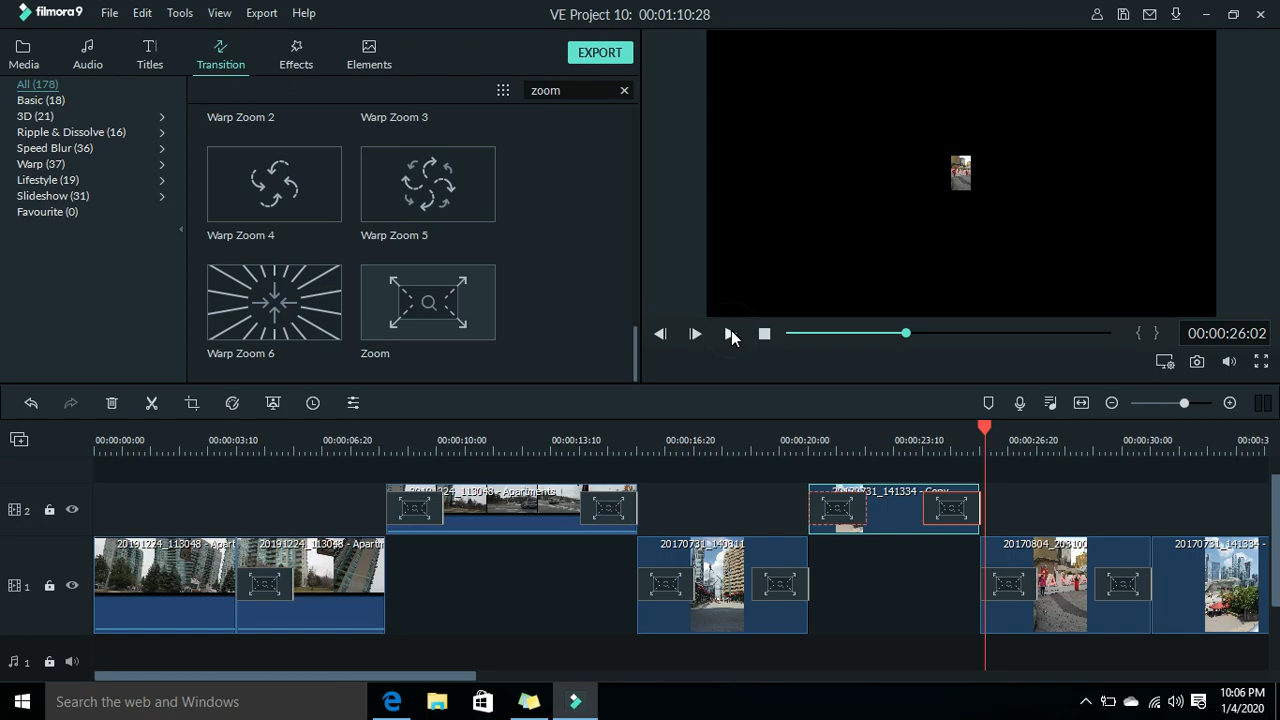 filmora9 File Edit Tools View Export Help VE Project 10: 00:01:10:28
Media Audio Titles Transition Effects Elements EXPORT
All (178) zoom
Basic (18)
3D (21)
Ripple & Dissolve (16)
Speed Blur (36)
Warp (37)
Lifestyle (19)
Slideshow (31)
Favourite (0)
Warp Zoom 2 Warp Zoom 3
Warp Zoom 4 Warp Zoom 5
Warp Zoom 6 Zoom
00:00:26:02
00:00:00:00 00:00:03:10 00:00:06:20 00:00:10:00 00:00:13:10 00:00:16:20 00:00:20:00 00:00:23:10 00:00:26:20 00:00:30:00 00:00:3
2 20191224_113048 - Apartments 20170731_141334 - Copy
1 20191224_113048 - Apart 20191224_113048 - Apartm 20170731_140311 20170804_203100 20170731_141334 -
1
Search the web and Windows
10:06 PM
1/4/2020